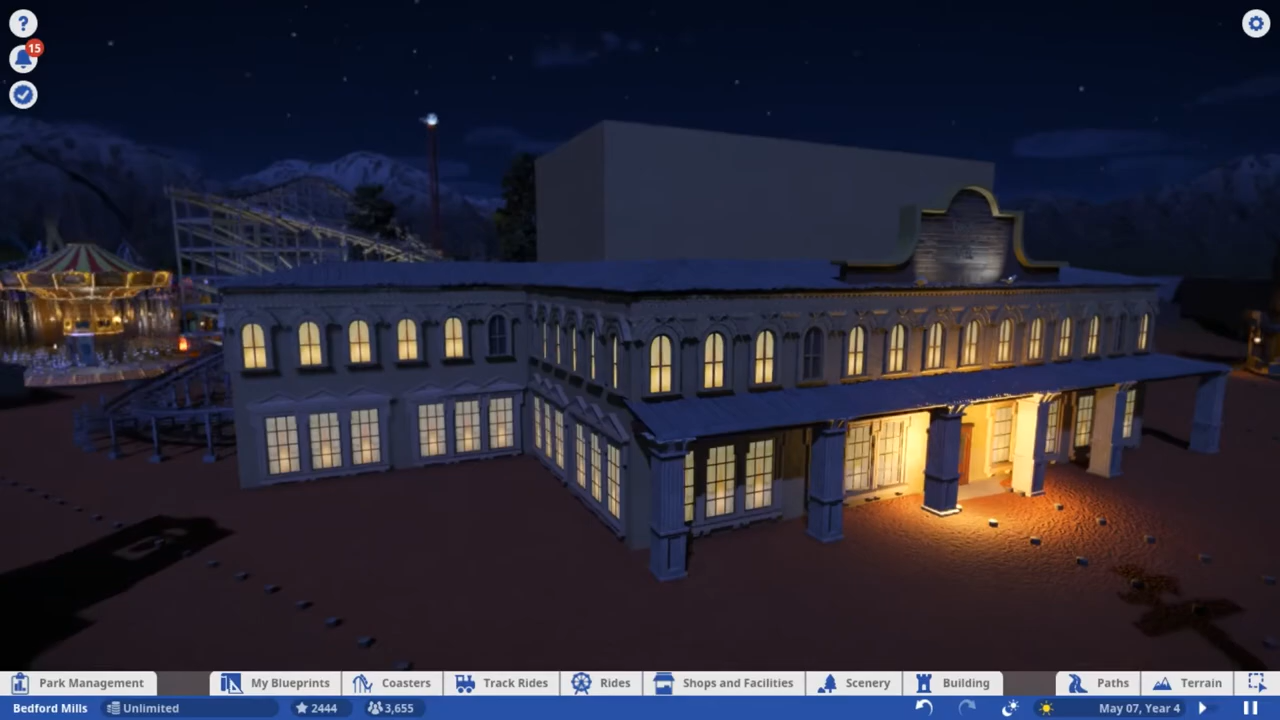 ?
15
Park Management
My Blueprints
Coasters
Track Rides
Rides
Shops and Facilities
Scenery
Building
Paths
Terrain
Bedford Mills
Unlimited
2444
3,655
May 07, Year 4